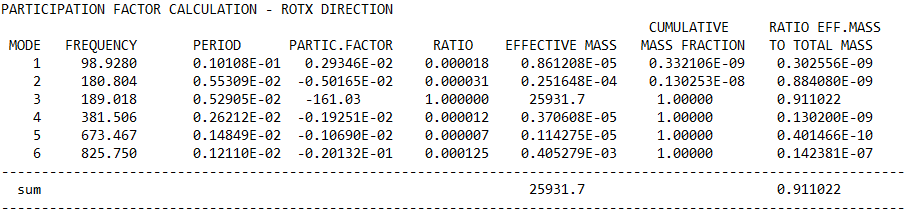 PARTICIPATION FACTOR CALCULATION - ROTX DIRECTION
CUMULATIVE RATIO EFF.MASS
MODE FREQUENCY PERIOD PARTIC.FACTOR RATIO EFFECTIVE MASS MASS FRACTION TO TOTAL MASS
1 98.9280 0.10108E-01 0.29346E-02 0.000018 0.861208E-05 0.332106E-09 0.302556E-09
2 180.804 0.55309E-02 -0.50165E-02 0.000031 0.251648E-04 0.130253E-08 0.884080E-09
3 189.018 0.52905E-02 -161.03 1.000000 25931.7 1.00000 0.911022
4 381.506 0.26212E-02 -0.19251E-02 0.000012 0.370608E-05 1.00000 0.130200E-09
5 673.467 0.14849E-02 -0.10690E-02 0.000007 0.114275E-05 1.00000 0.401466E-10
6 825.750 0.12110E-02 -0.20132E-01 0.000125 0.405279E-03 1.00000 0.142381E-07
sum 25931.7 0.911022